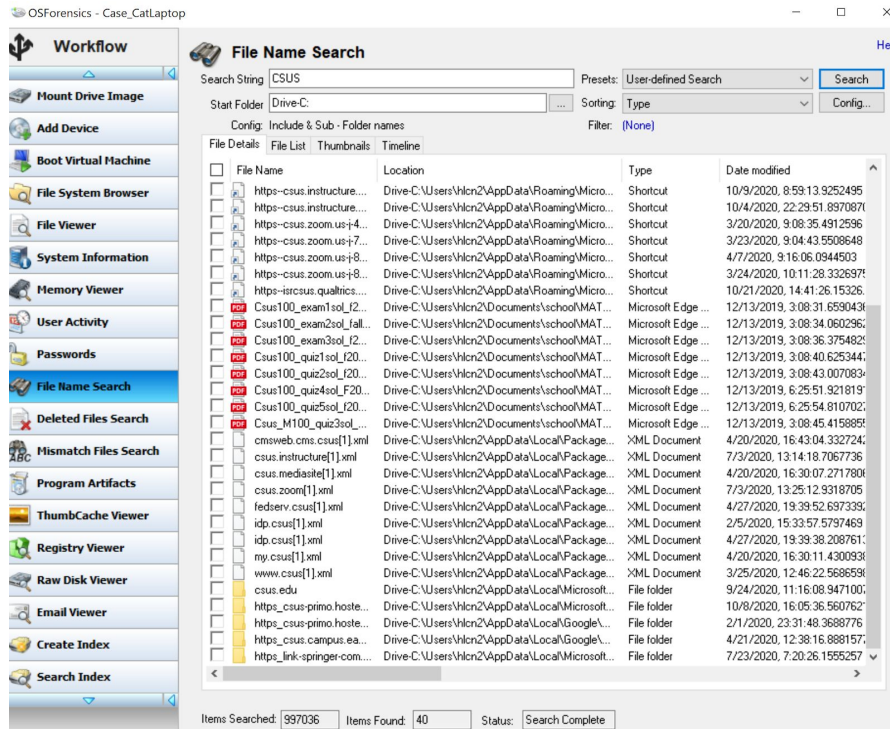 OSForensics - Case_CatLaptop
Workflow
Mount Drive Image
Add Device
Boot Virtual Machine
File System Browser
File Viewer
System Information
Memory Viewer
User Activity
Passwords
File Name Search
Deleted Files Search
Mismatch Files Search
Program Artifacts
ThumbCache Viewer
Registry Viewer
Raw Disk Viewer
Email Viewer
Create Index
Search Index
File Name Search
He
Search String CSUS Presets: User-defined Search Search
Start Folder Drive-C: ... Sorting: Type Config...
Config: Include & Sub - Folder names Filter: (None)
File Details File List Thumbnails Timeline
File Name Location Type Date modified
https--csus.instructure.... Drive-C:\Users\hlcn2\AppData\Roaming\Micro... Shortcut 10/9/2020, 8:59:13.9252495
https--csus.instructure.... Drive-C:\Users\hlcn2\AppData\Roaming\Micro... Shortcut 10/4/2020, 22:29:51.8970870
https--csus.zoom.us-j-4... Drive-C:\Users\hlcn2\AppData\Roaming\Micro... Shortcut 3/20/2020, 9:08:35.4912596
https--csus.zoom.us-j-7... Drive-C:\Users\hlcn2\AppData\Roaming\Micro... Shortcut 3/23/2020, 9:04:43.5508648
https--csus.zoom.us-j-8... Drive-C:\Users\hlcn2\AppData\Roaming\Micro... Shortcut 4/7/2020, 9:16:06.0944503
https--csus.zoom.us-j-8... Drive-C:\Users\hlcn2\AppData\Roaming\Micro... Shortcut 3/24/2020, 10:11:28.3326975
https--isrcsus.qualtrics.... Drive-C:\Users\hlcn2\AppData\Roaming\Micro... Shortcut 10/21/2020, 14:41:26.15326.
PDF Csus100_exam1sol_f2... Drive-C:\Users\hlcn2\Documents\school\MAT... Microsoft Edge ... 12/13/2019, 3:08:31.6590436
PDF Csus100_exam2sol_fall... Drive-C:\Users\hlcn2\Documents\school\MAT... Microsoft Edge ... 12/13/2019, 3:08:34.0602962
PDF Csus100_exam3sol_f2... Drive-C:\Users\hlcn2\Documents\school\MAT... Microsoft Edge ... 12/13/2019, 3:08:36.3754829
PDF Csus100_quiz1sol_f20... Drive-C:\Users\hlcn2\Documents\school\MAT... Microsoft Edge ... 12/13/2019, 3:08:40.6253447
PDF Csus100_quiz2sol_f20... Drive-C:\Users\hlcn2\Documents\school\MAT... Microsoft Edge ... 12/13/2019, 3:08:43.0070834
PDF Csus100_quiz4sol_F20... Drive-C:\Users\hlcn2\Documents\school\MAT... Microsoft Edge ... 12/13/2019, 6:25:51.921819
PDF Csus100_quiz5sol_f20... Drive-C:\Users\hlcn2\Documents\school\MAT... Microsoft Edge ... 12/13/2019, 6:25:54.8107027
PDF Csus_M100_quiz3sol_... Drive-C:\Users\hlcn2\Documents\school\MAT... Microsoft Edge ... 12/13/2019, 3:08:45.4158855
cmsweb.cms.csus[1].xml Drive-C:\Users\hlcn2\AppData\Local\Package... XML Document 4/20/2020, 16:43:04.3327242
csus.instructure[1].xml Drive-C:\Users\hlcn2\AppData\Local\Package... XML Document 7/3/2020, 13:14:18.7067736
csus.mediasite[1].xml Drive-C:\Users\hlcn2\AppData\Local\Package... XML Document 4/20/2020, 16:30:07.2717806
csus.zoom[1].xml Drive-C:\Users\hlcn2\AppData\Local\Package... XML Document 7/3/2020, 13:25:12.9318705
fedserv.csus[1].xml Drive-C:\Users\hlcn2\AppData\Local\Package... XML Document 4/27/2020, 19:39:52.6973392
idp.csus[1].xml Drive-C:\Users\hlcn2\AppData\Local\Package... XML Document 2/5/2020, 15:33:57.5797469
idp.csus[1].xml Drive-C:\Users\hlcn2\AppData\Local\Package... XML Document 4/27/2020, 19:39:38.208761
my.csus[1].xml Drive-C:\Users\hlcn2\AppData\Local\Package... XML Document 4/20/2020, 16:30:11.4300938
www.csus[1].xml Drive-C:\Users\hlcn2\AppData\Local\Package... XML Document 3/25/2020, 12:46:22.5686598
csus.edu Drive-C:\Users\hlcn2\AppData\Local\Microsoft... File folder 9/24/2020, 11:16:08.9471007
https_csus-primo.hoste... Drive-C:\Users\hlcn2\AppData\Local\Microsoft... File folder 10/8/2020, 16:05:36.560762
https_csus-primo.hoste... Drive-C:\Users\hlcn2\AppData\Local\Google\... File folder 2/1/2020, 23:31:48.3688776
https_csus.campus.ea... Drive-C:\Users\hlcn2\AppData\Local\Google\... File folder 4/21/2020, 12:38:16.8881577
https_link-springer-com.... Drive-C:\Users\hlcn2\AppData\Local\Microsoft... File folder 7/23/2020, 7:20:26.1555257
Items Searched: 997036 Items Found: 40 Status: Search Complete